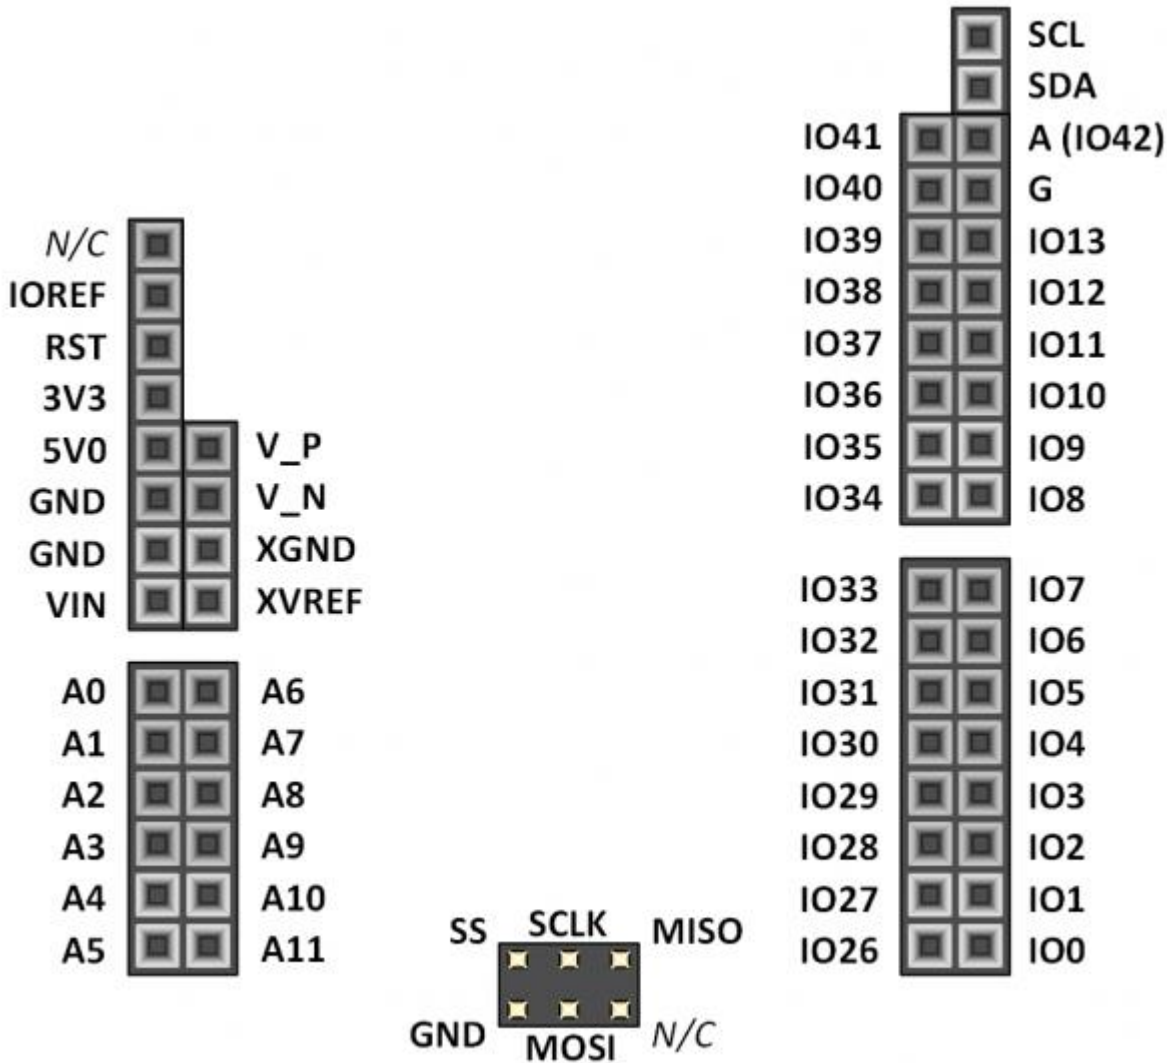 SCL
SDA
IO41 A (IO42)
IO40 G
N/C IO39 IO13
IOREF IO38 IO12
RST IO37 IO11
3V3 IO36 IO10
5V0 V_P IO35 IO9
GND V_N IO34 IO8
GND XGND
VIN XVREF IO33 IO7
IO32 IO6
A0 A6 IO31 IO5
A1 A7 IO30 IO4
A2 A8 IO29 IO3
A3 A9 IO28 IO2
A4 A10 IO27 IO1
SS SCLK MISO
A5 A11 IO26 IO0
GND MOSI N/C